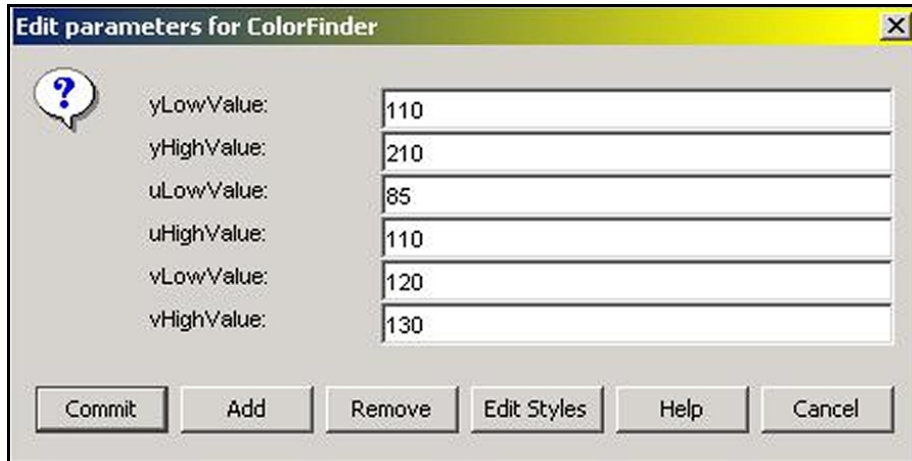 Edit parameters for ColorFinder
yLowValue: 110
yHighValue: 210
uLowValue: 85
uHighValue: 110
vLowValue: 120
vHighValue: 130
Commit Add Remove Edit Styles Help Cancel